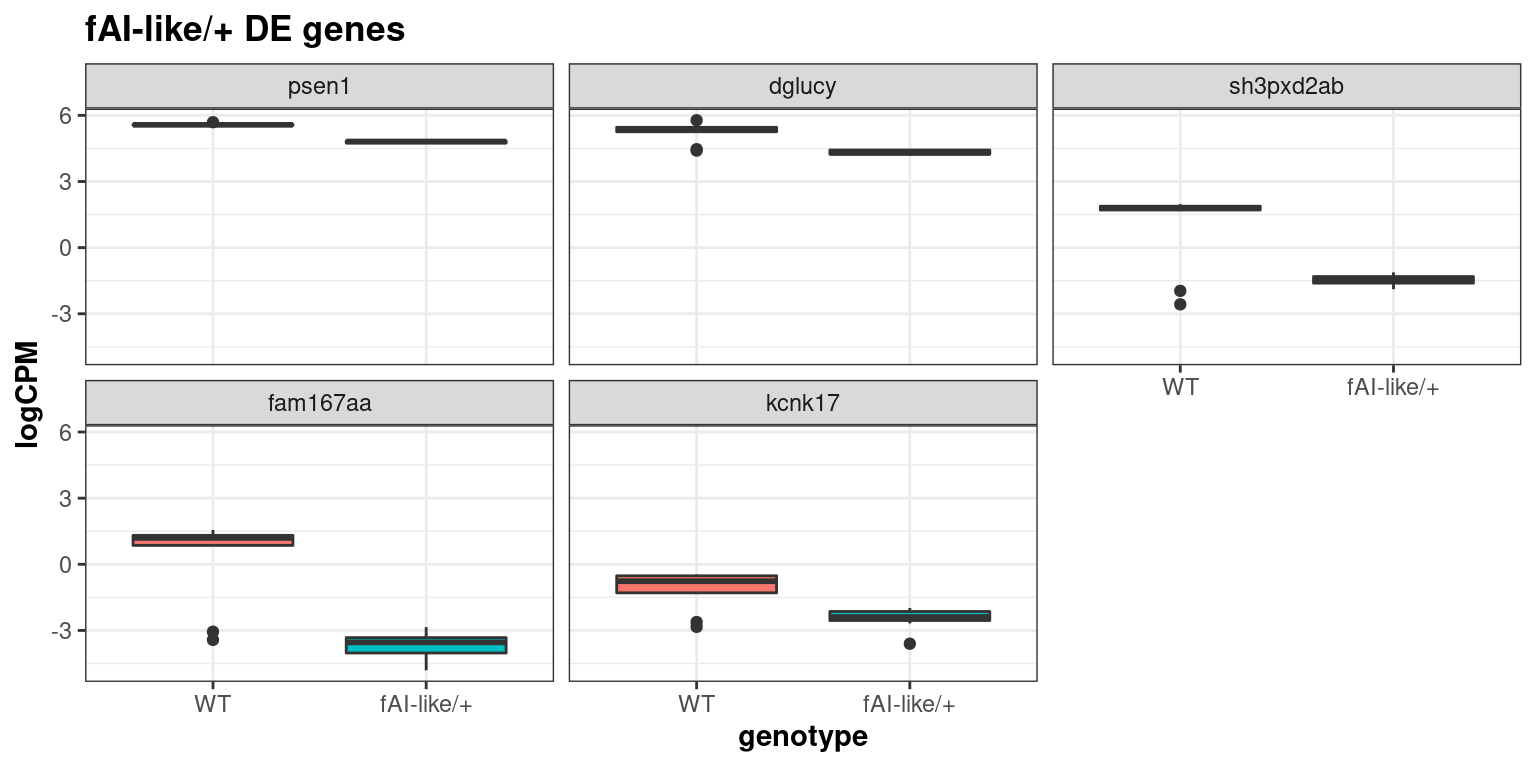 fAI-like/+ DE genes
psen1
dglucy
sh3pxd2ab
6
3
0
-3
WT
fAI-like/+
logCPM
fam167aa
kcnk17
6
3
0
-3
WT
fAI-like/+
WT
fAI-like/+
genotype